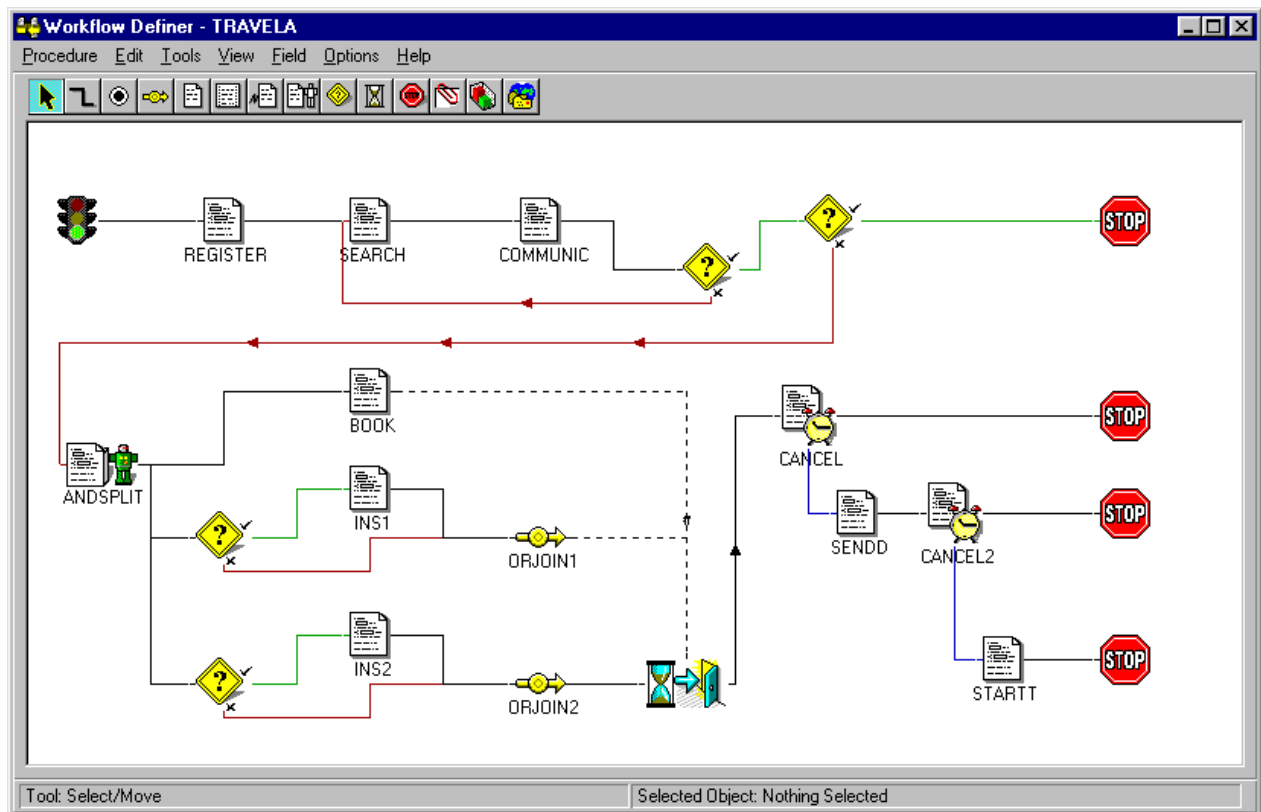 Workflow Definer - TRAVELA
Procedure Edit Tools View Field Options Help
STOP
REGISTER SEARCH COMMUNIC
?
?
STOP
BOOK
CANCEL
ANDSPLIT
STOP
INS1
?
ORJOIN1
SENDD
CANCEL2
STOP
INS2
?
ORJOIN2
STARTT
STOP
Tool: Select/Move Selected Object: Nothing Selected